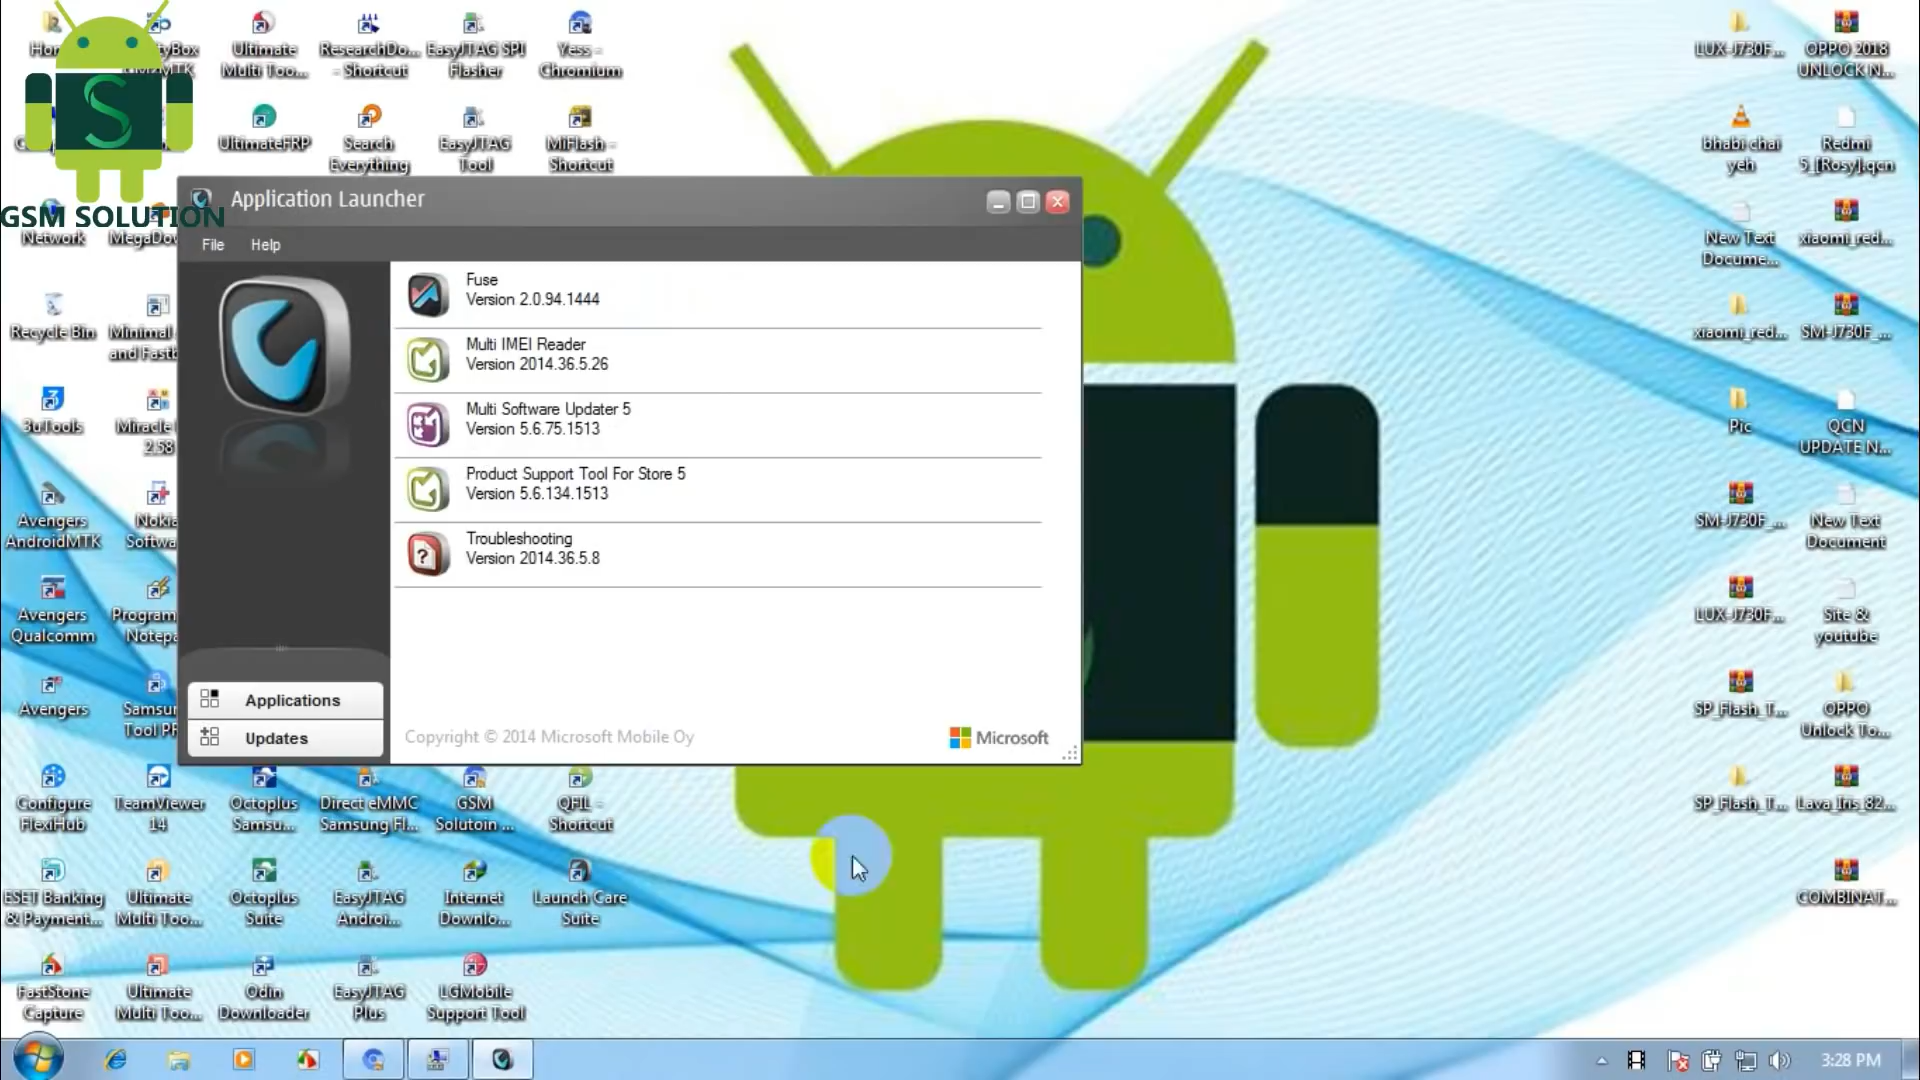 GSM SOLUTION
Ultimate
Multi Too...
ResearchDo...
- Shortcut
EasyJTAG SPI
Flasher
Yess -
Chromium
UltimateFRP
Search
Everything
EasyJTAG
Tool
MiFlash -
Shortcut
Network
Recycle Bin
Minimal
3uTools
Miracle
2.58
Avengers
AndroidMTK
Avengers
Qualcomm
Avengers
Application Launcher
File
Help
Fuse
Version 2.0.94.1444
Multi IMEI Reader
Version 2014.36.5.26
Multi Software Updater 5
Version 5.6.75.1513
Product Support Tool For Store 5
Version 5.6.134.1513
Troubleshooting
Version 2014.36.5.8
Applications
Updates
Copyright © 2014 Microsoft Mobile Oy
Microsoft
Configure
FlexiHub
TeamViewer
14
Octoplus
Samsu...
Direct eMMC
Samsung Fl...
GSM
Solutoin ...
QFIL -
Shortcut
ESET Banking
& Payment...
Ultimate
Multi Too...
Octoplus
Suite
EasyJTAG
Androi...
Internet
Downlo...
Launch Care
Suite
FastStone
Capture
Ultimate
Multi Too...
Odin
Downloader
EasyJTAG
Plus
LGMobile
Support Tool
LUX-J730F...
OPPO 2018
UNLOCK N...
bhabi chai
yeh
Redmi
5_[Rosy].qcn
New Text
Docume...
xiaomi_red...
xiaomi_red...
SM-J730F_...
Pic
QCN
UPDATE N...
SM-J730F_...
New Text
Document
LUX-J730F...
Site &
youtube
SP_Flash_T...
OPPO
Unlock To...
SP_Flash_T...
Lava_Iris_82...
COMBINAT...
3:28 PM